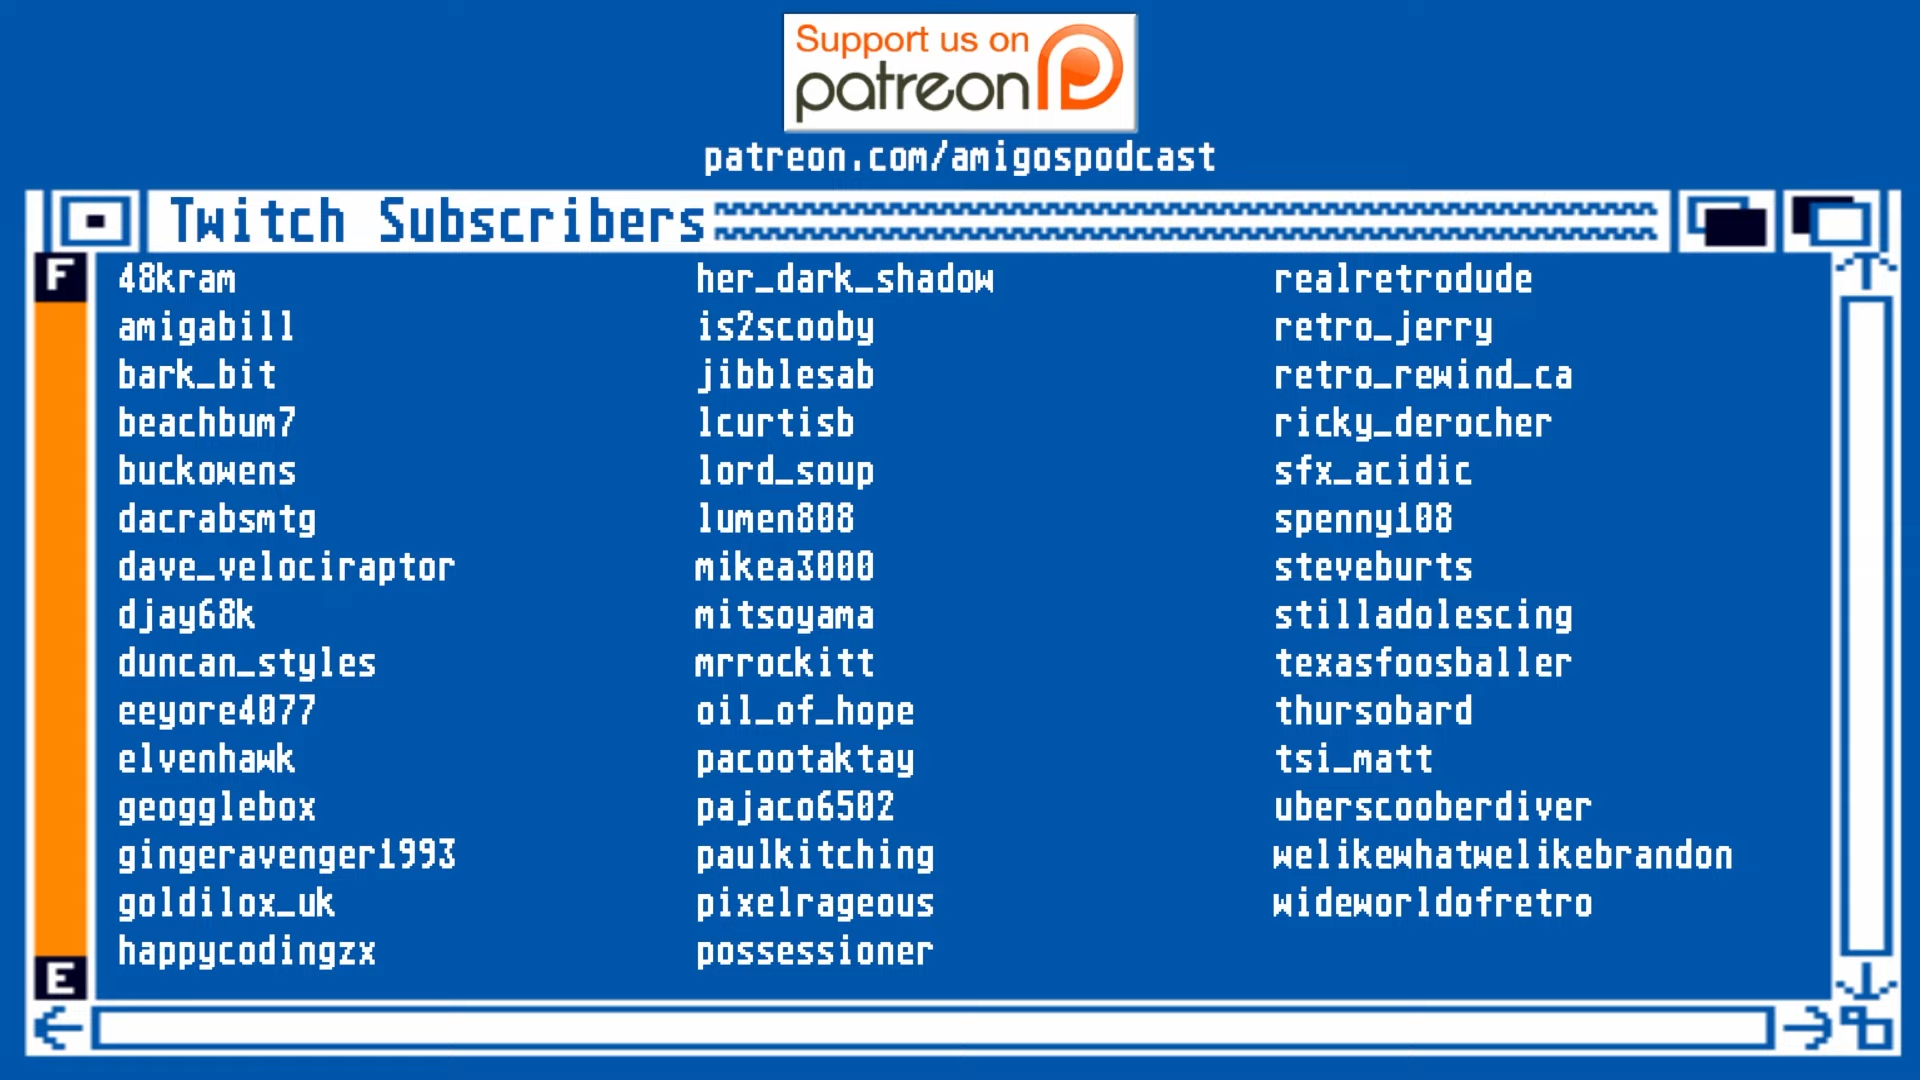 Support us on
patreon
patreon.com/amigospodcast
Twitch Subscribers
F
48kram
amigabill
bark_bit
beachbum7
buckowens
dacrabsmtg
dave_velociraptor
djay68k
duncan_styles
eeyore4077
elvenhawk
geogglebox
gingeravenger1993
goldilox_uk
happycodingzx
E
her_dark_shadow
is2scooby
jibblesab
lcurtisb
lord_soup
lumen808
mikea3000
mitsoyama
mrrockitt
oil_of_hope
pacootaktay
pajaco6502
paulkitching
pixelrageous
possessioner
realretrodude
retro_jerry
retro_rewind_ca
ricky_derocher
sfx_acidic
spenny108
steveburts
stilladolescing
texasfoosballer
thursobard
tsi_matt
uberscooberdiver
welikewhatwelikebrandon
wideworldofretro